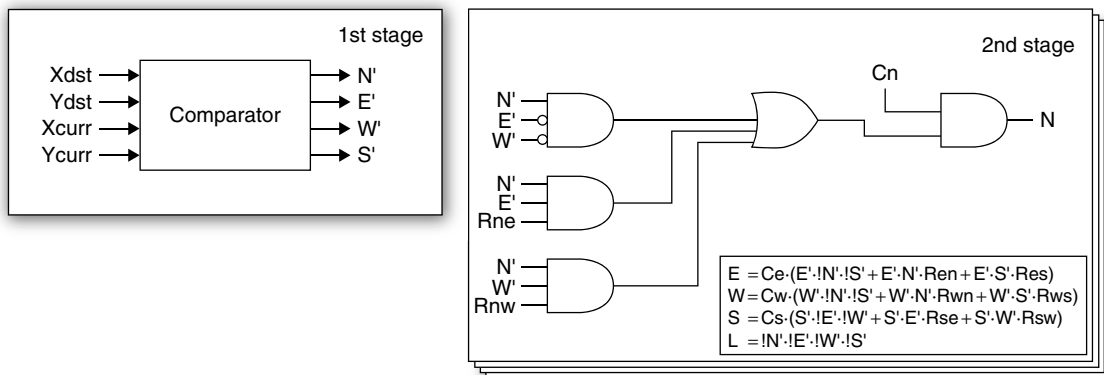 1st stage
Xdst
Ydst
Xcurr
Ycurr
Comparator
N'
E'
W'
S'
2nd stage
Cn
N'
E'
W'
N
N'
E'
Rne
N'
W'
Rnw
E =Ce·(E'·!N'·!S'+E'·N'·Ren+E'·S'·Res)
W=Cw·(W'·!N'·!S'+W'·N'·Rwn+W'·S'·Rws)
S =Cs·(S'·!E'·!W'+S'·E'·Rse+S'·W'·Rsw)
L =!N'·!E'·!W'·!S'